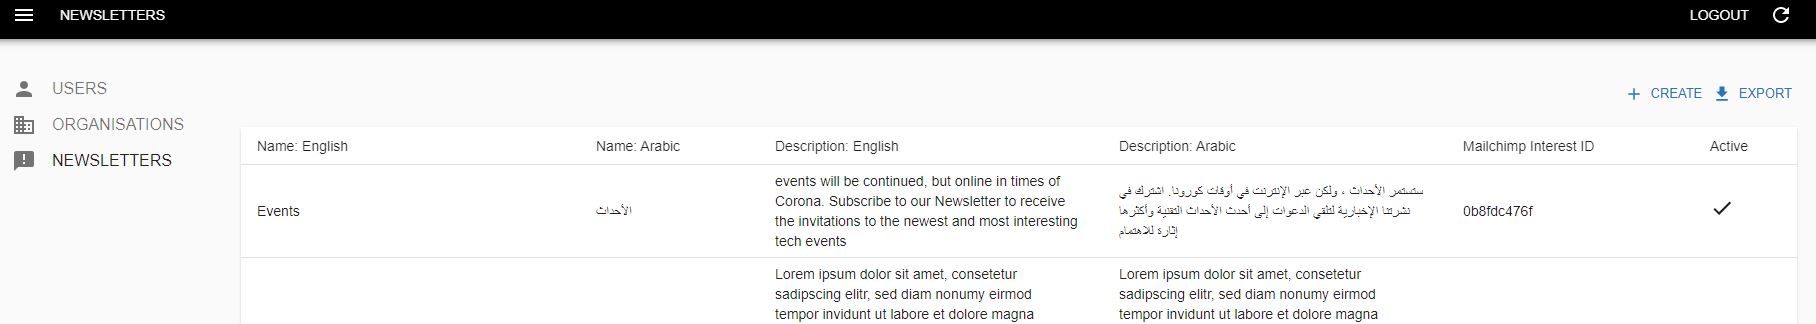 NEWSLETTERS
LOGOUT
USERS
ORGANISATIONS
NEWSLETTERS
CREATE
EXPORT
Name: English
Name: Arabic
Description: English
Description: Arabic
Mailchimp Interest ID
Active
Events
الأحداث
events will be continued, but online in times of
Corona. Subscribe to our Newsletter to receive
the invitations to the newest and most interesting
tech events
ستستمر الأحداث ، ولكن عبر الإنترنت في أوقات كورونا. اشترك في
نشرتنا الإخبارية لتلقي الدعوات إلى أحدث الأحداث التقنية وأكثرها
إثارة للاهتمام
0b8fdc476f
Lorem ipsum dolor sit amet, consetetur
sadipscing elitr, sed diam nonumy eirmod
tempor invidunt ut labore et dolore magna
Lorem ipsum dolor sit amet, consetetur
sadipscing elitr, sed diam nonumy eirmod
tempor invidunt ut labore et dolore magna